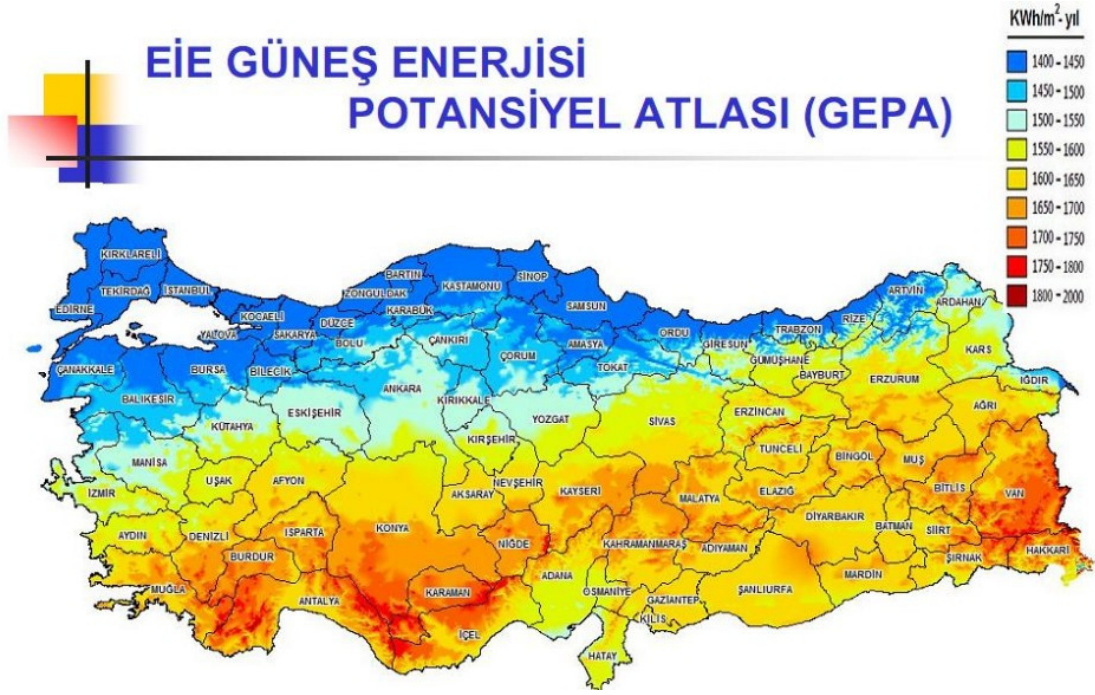 EİE GÜNEŞ ENERJİSİ
POTANSİYEL ATLASI (GEPA)
KWh/m²-yıl
1400 - 1450
1450 - 1500
1500 - 1550
1550 - 1600
1600 - 1650
1650 - 1700
1700 - 1750
1750 - 1800
1800 - 2000
KIRKLARELİ
TEKİRDAĞ
İSTANBUL
EDİRNE
KOCAELİ
YALOVA
SAKARYA
DÜZCE
ZONGULDAK
BARTIN
KARABÜK
KASTAMONU
SİNOP
SAMSUN
ORDU
GİRESUN
TRABZON
RİZE
ARTVİN
ARDAHAN
ÇANAKKALE
BURSA
BİLECİK
BOLU
ÇANKIRI
ÇORUM
AMASYA
TOKAT
GÜMÜŞHANE
BAYBURT
ERZURUM
KARS
IĞDIR
BALIKESİR
KÜTAHYA
ESKİŞEHİR
ANKARA
KIRIKKALE
YOZGAT
SİVAS
ERZİNCAN
AĞRI
MANİSA
UŞAK
AFYON
KIRŞEHİR
NEVŞEHİR
AKSARAY
KAYSERİ
MALATYA
TUNCELİ
ELAZIĞ
BİNGÖL
MUŞ
BİTLİS
VAN
İZMİR
AYDIN
DENİZLİ
ISPARTA
BURDUR
KONYA
NİĞDE
KAHRAMANMARAŞ
ADIYAMAN
DİYARBAKIR
BATMAN
SİİRT
ŞIRNAK
HAKKARİ
MUĞLA
ANTALYA
KARAMAN
İÇEL
ADANA
OSMANİYE
GAZİANTEP
KİLİS
ŞANLIURFA
MARDİN
HATAY